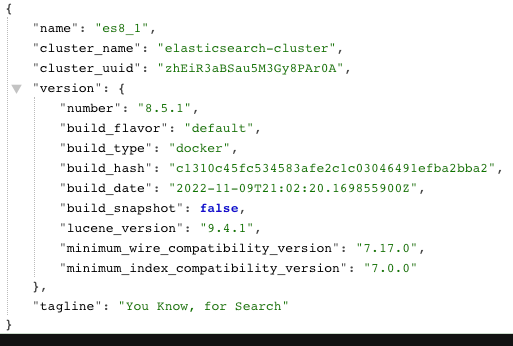 {
"name": "es8_1",
"cluster_name": "elasticsearch-cluster",
"cluster_uuid": "zhEiR3aBSau5M3Gy8PAr0A",
"version": {
"number": "8.5.1",
"build_flavor": "default",
"build_type": "docker",
"build_hash": "c1310c45fc534583afe2c1c03046491efba2bba2",
"build_date": "2022-11-09T21:02:20.169855900Z",
"build_snapshot": false,
"lucene_version": "9.4.1",
"minimum_wire_compatibility_version": "7.17.0",
"minimum_index_compatibility_version": "7.0.0"
},
"tagline": "You Know, for Search"
}